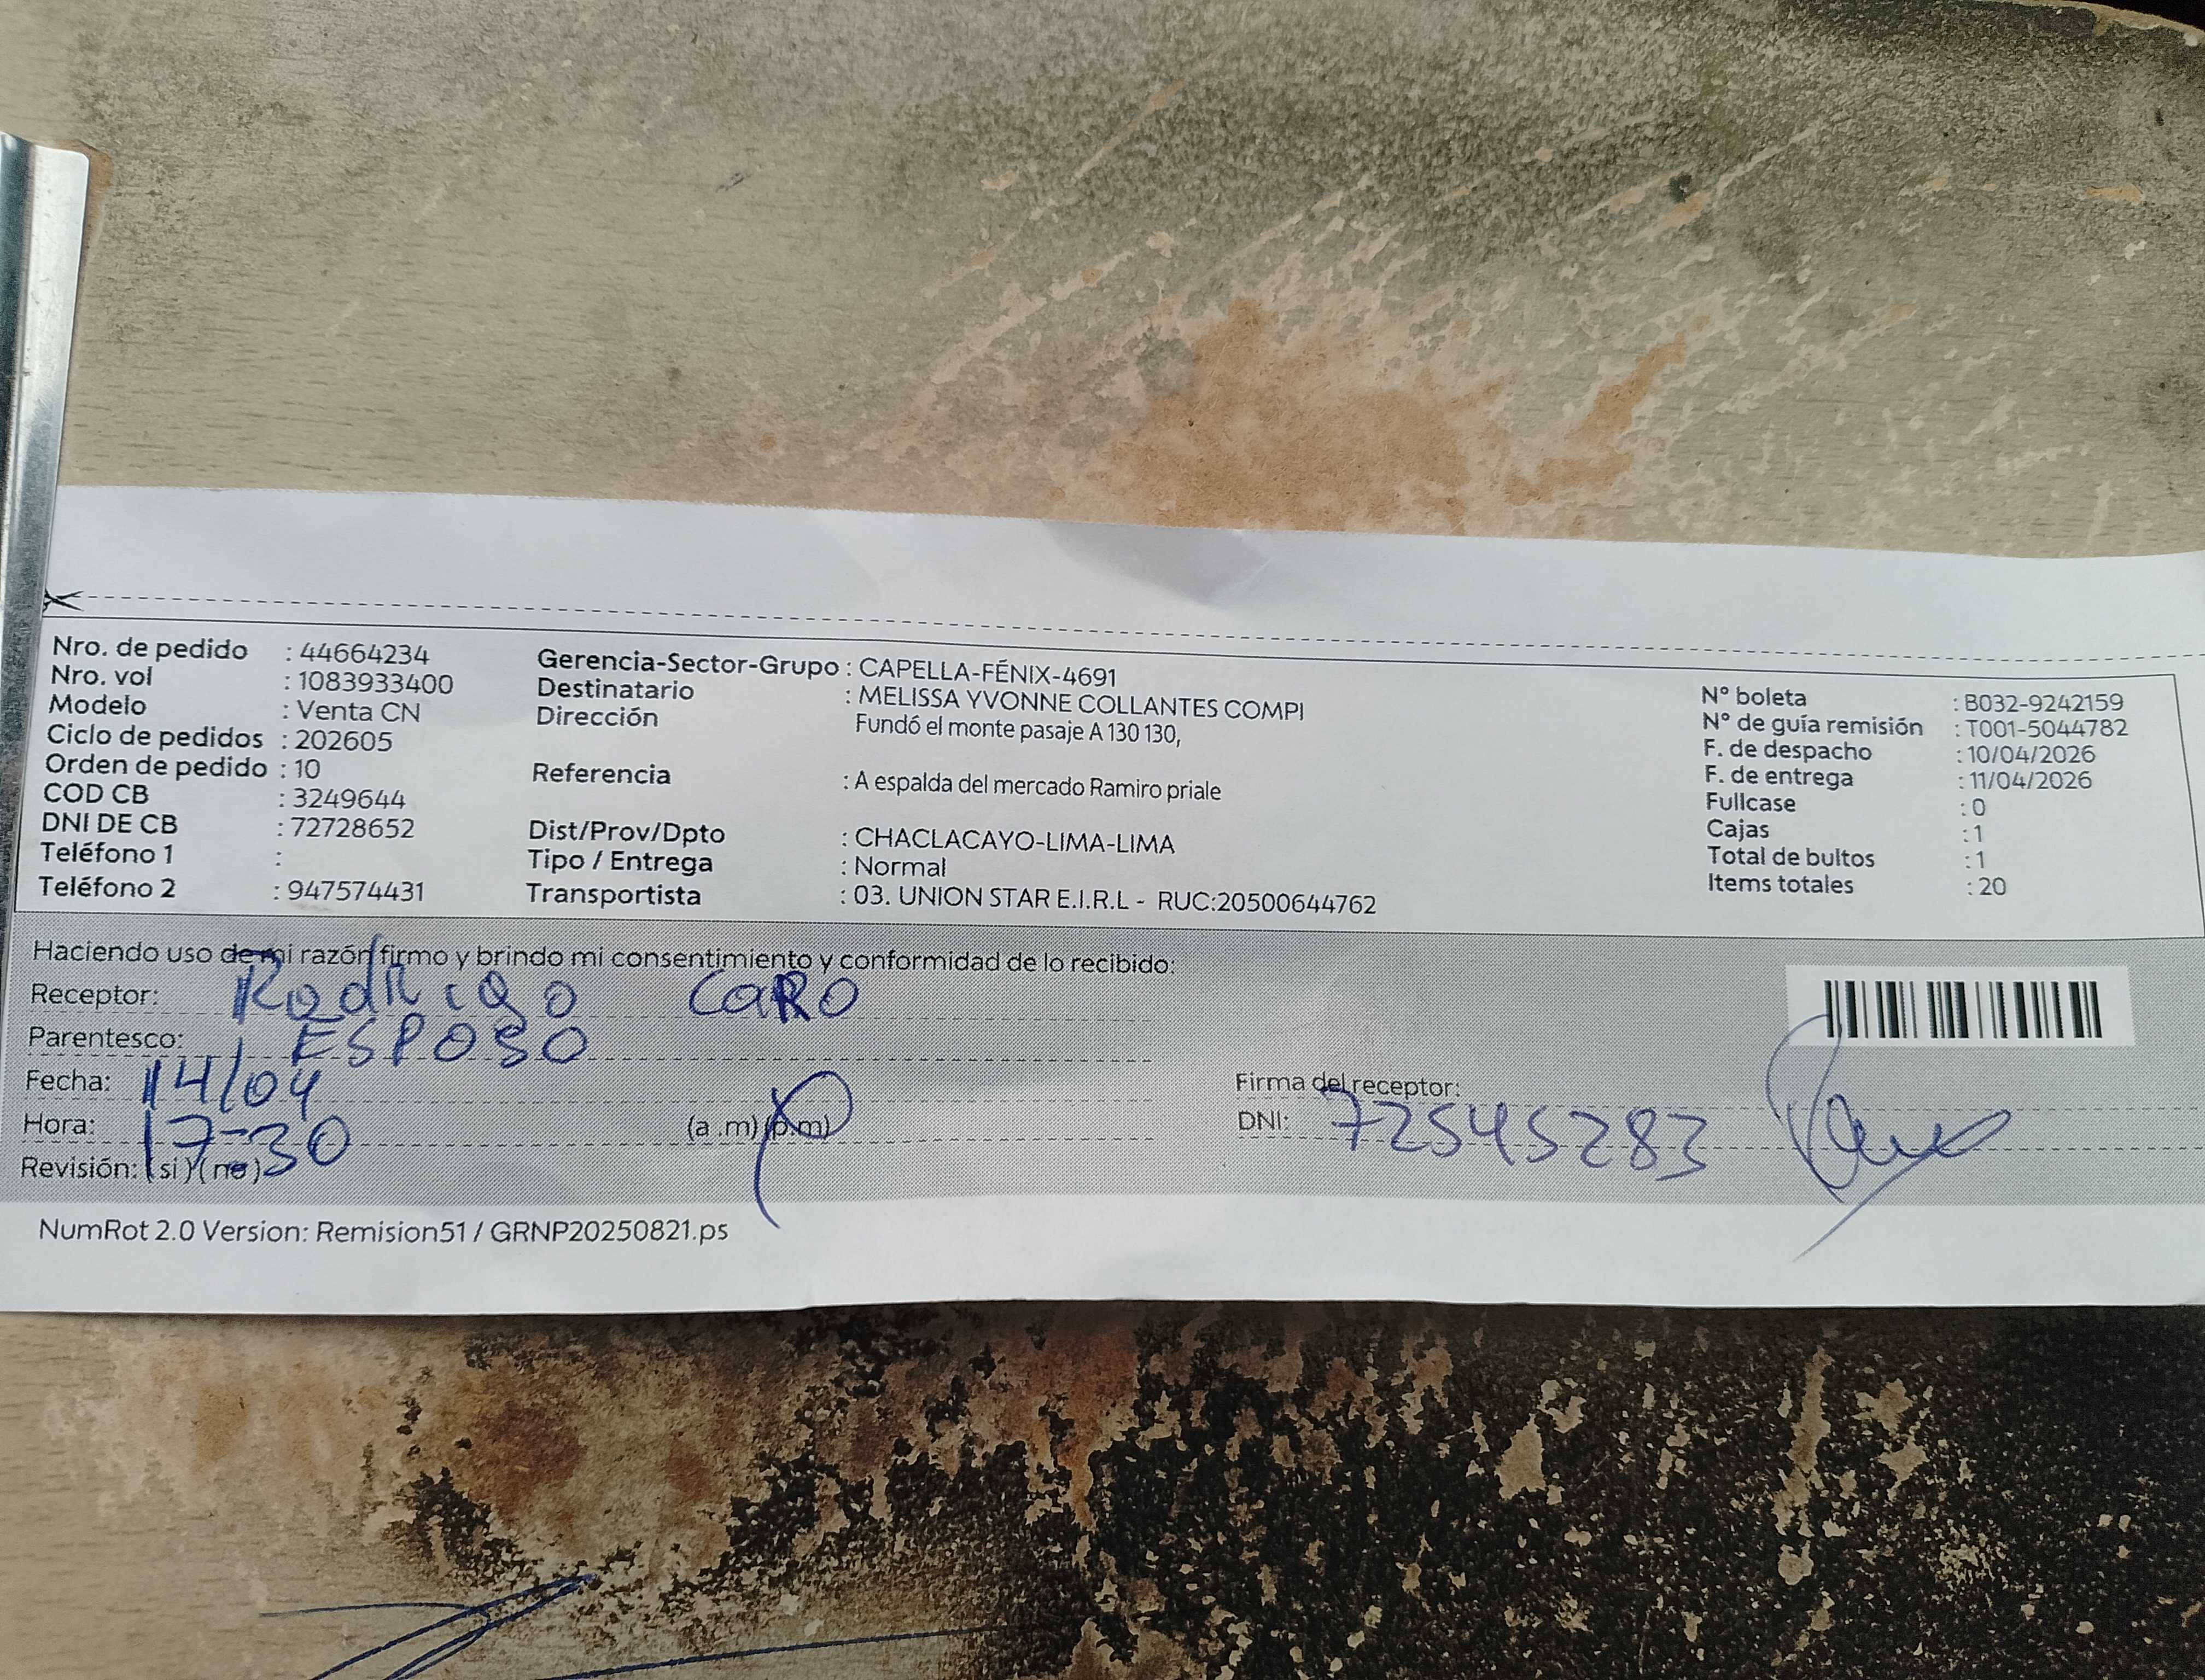 Nro. de pedido : 44664234
Nro. vol : 1083933400
Modelo : Venta CN
Ciclo de pedidos : 202605
Orden de pedido : 10
COD CB : 3249644
DNI DE CB : 72728652
Teléfono 1 :
Teléfono 2 : 947574431
Gerencia-Sector-Grupo : CAPELLA-FÉNIX-4691
Destinatario : MELISSA YVONNE COLLANTES COMPI
Dirección Fundó el monte pasaje A 130 130,
Referencia : A espalda del mercado Ramiro priale
Dist/Prov/Dpto : CHACLACAYO-LIMA-LIMA
Tipo / Entrega : Normal
Transportista : 03. UNION STAR E.I.R.L - RUC:20500644762
N° boleta : B032-9242159
N° de guía remisión : T001-5044782
F. de despacho : 10/04/2026
F. de entrega : 11/04/2026
Fullcase : 0
Cajas : 1
Total de bultos : 1
Items totales : 20
Haciendo uso de mi razón firmo y brindo mi consentimiento y conformidad de lo recibido:
Receptor: Rodrigo CaRO
Parentesco: ESPOSO
Fecha: 14/04
Hora: 17:30 (a .m) (p.m)
Revisión: (si) (no)
Firma del receptor:
DNI: 72545283
NumRot 2.0 Version: Remision51 / GRNP20250821.ps